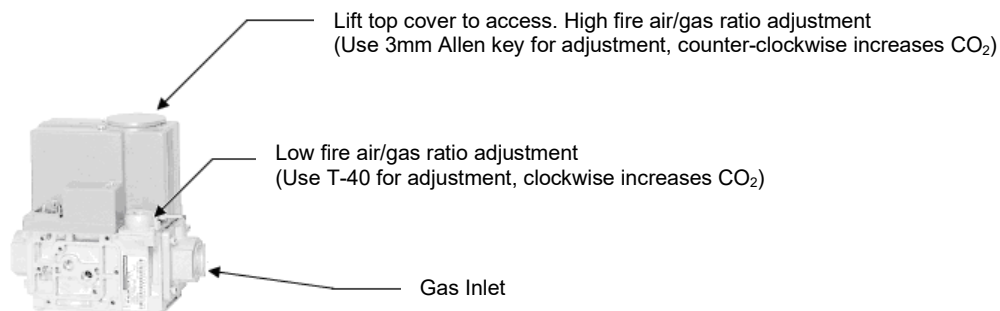 Lift top cover to access. High fire air/gas ratio adjustment
(Use 3mm Allen key for adjustment, counter-clockwise increases CO₂)
Low fire air/gas ratio adjustment
(Use T-40 for adjustment, clockwise increases CO₂)
Gas Inlet